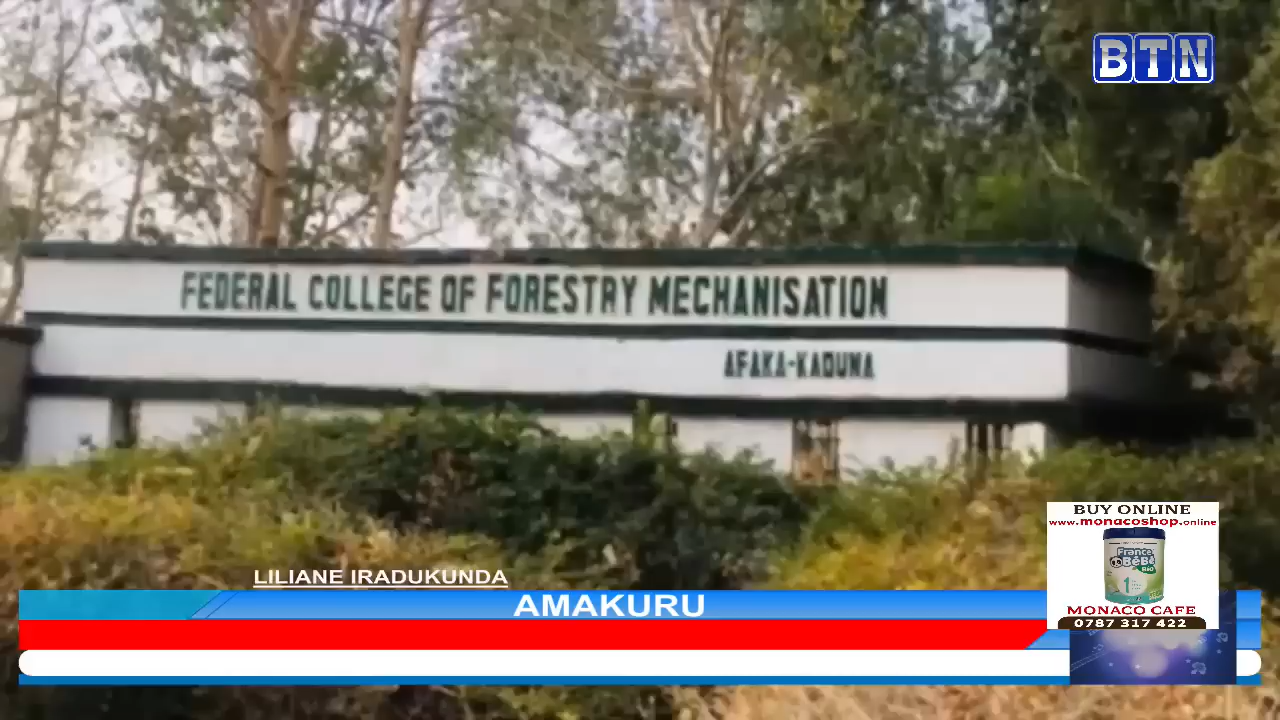 BTN
FEDERAL COLLEGE OF FORESTRY MECHANISATION
AFAKA-KADUNA
BUY ONLINE
www.monacoshop.online
France
BéBé
BIO
1
MONACO CAFE
0787 317 422
LILIANE IRADUKUNDA
AMAKURU